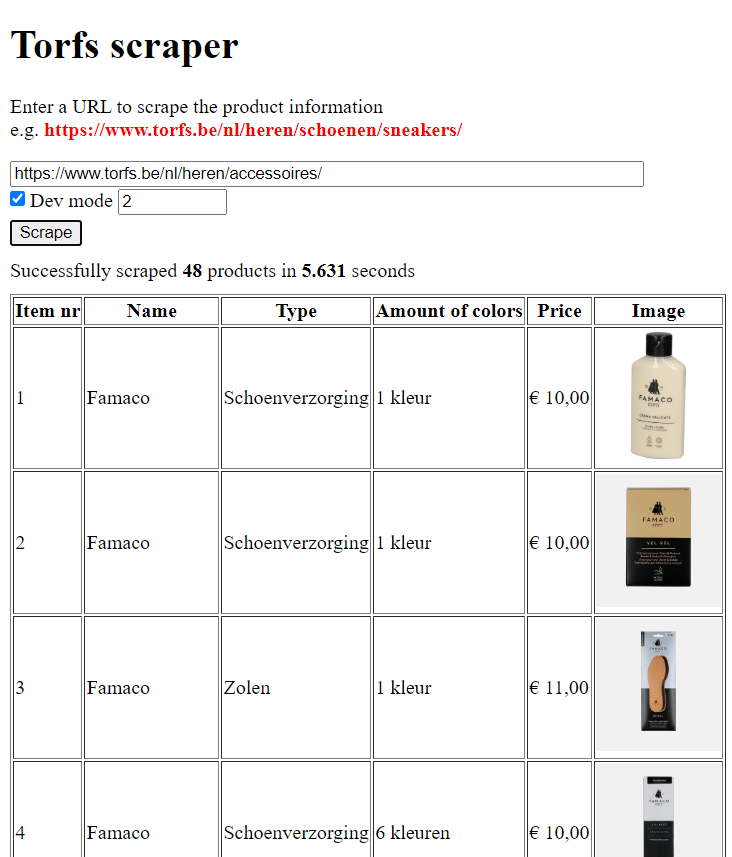 Torfs scraper
Enter a URL to scrape the product information
e.g. https://www.torfs.be/nl/heren/schoenen/sneakers/
https://www.torfs.be/nl/heren/accessoires/
Dev mode 2
Scrape
Successfully scraped 48 products in 5.631 seconds
Item nr Name Type Amount of colors Price Image
1 Famaco Schoenverzorging 1 kleur € 10,00
FAMACO
2 Famaco Schoenverzorging 1 kleur € 10,00
FAMACO
VEL VEL
3 Famaco Zolen 1 kleur € 11,00
FAMACO
4 Famaco Schoenverzorging 6 kleuren € 10,00
FAMACO